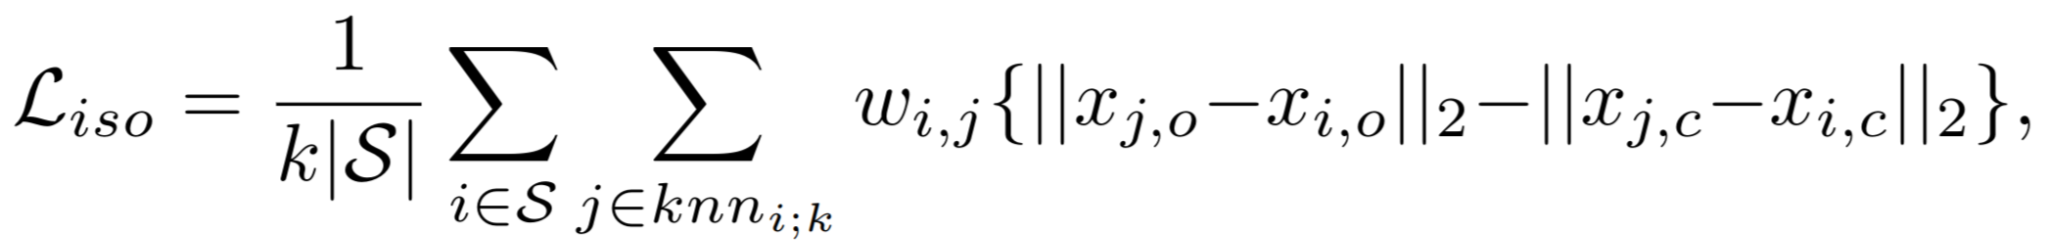 \mathcal{L}_{iso} = \frac{1}{k|\mathcal{S}|} \sum_{i \in \mathcal{S}} \sum_{j \in knn_{i;k}} w_{i,j} \{ ||x_{j,o} - x_{i,o}||_2 - ||x_{j,c} - x_{i,c}||_2 \},